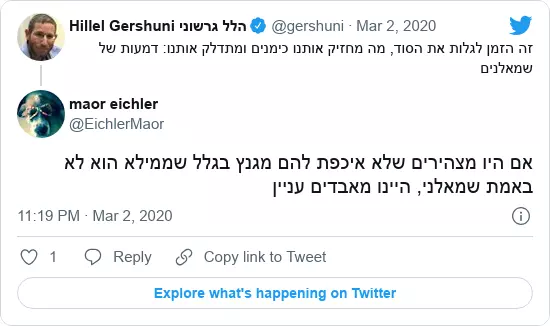 Hillel Gershuni הלל גרשוני @gershuni · Mar 2, 2020
זה הזמן לגלות את הסוד, מה מחזיק אותנו כימנים ומתדלק אותנו: דמעות של
שמאלנים
maor eichler
@EichlerMaor
אם היו מצהירים שלא איכפת להם מגנץ בגלל שממילא הוא לא
באמת שמאלני, היינו מאבדים עניין
11:19 PM · Mar 2, 2020
1 Reply Copy link to Tweet
Explore what's happening on Twitter